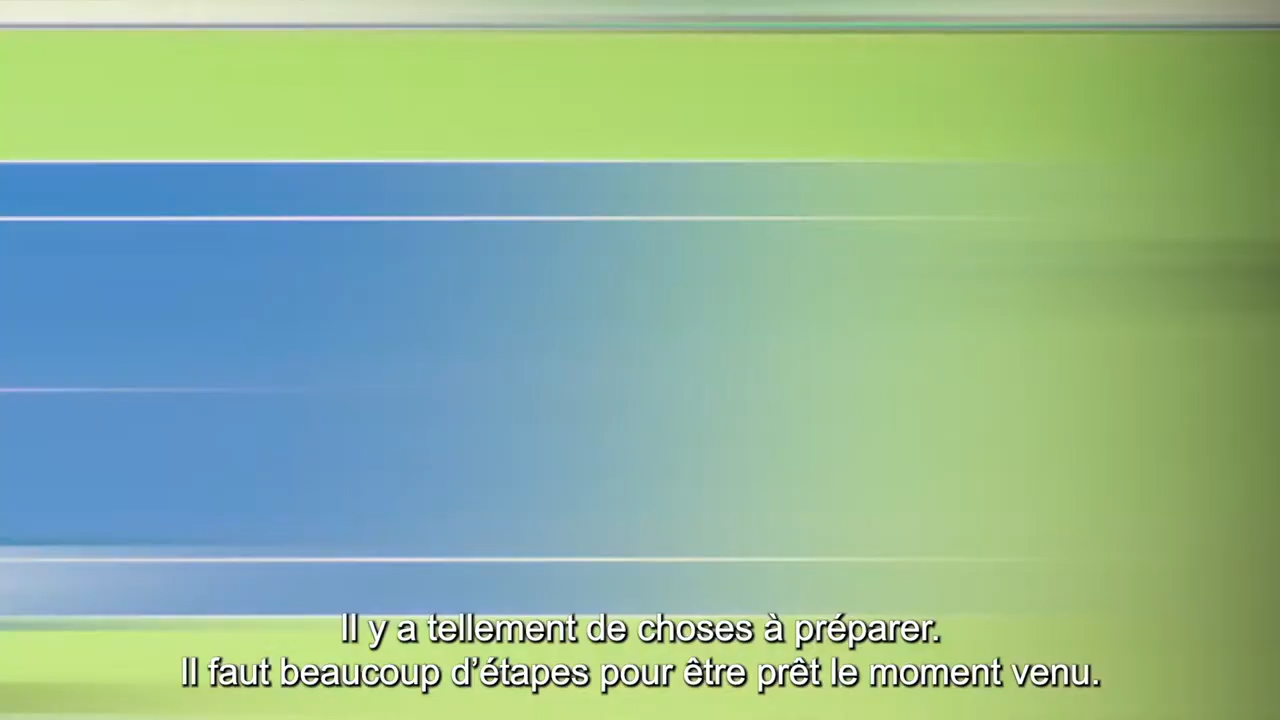 Il y a tellement de choses à préparer.
Il faut beaucoup d’étapes pour être prêt le moment venu.